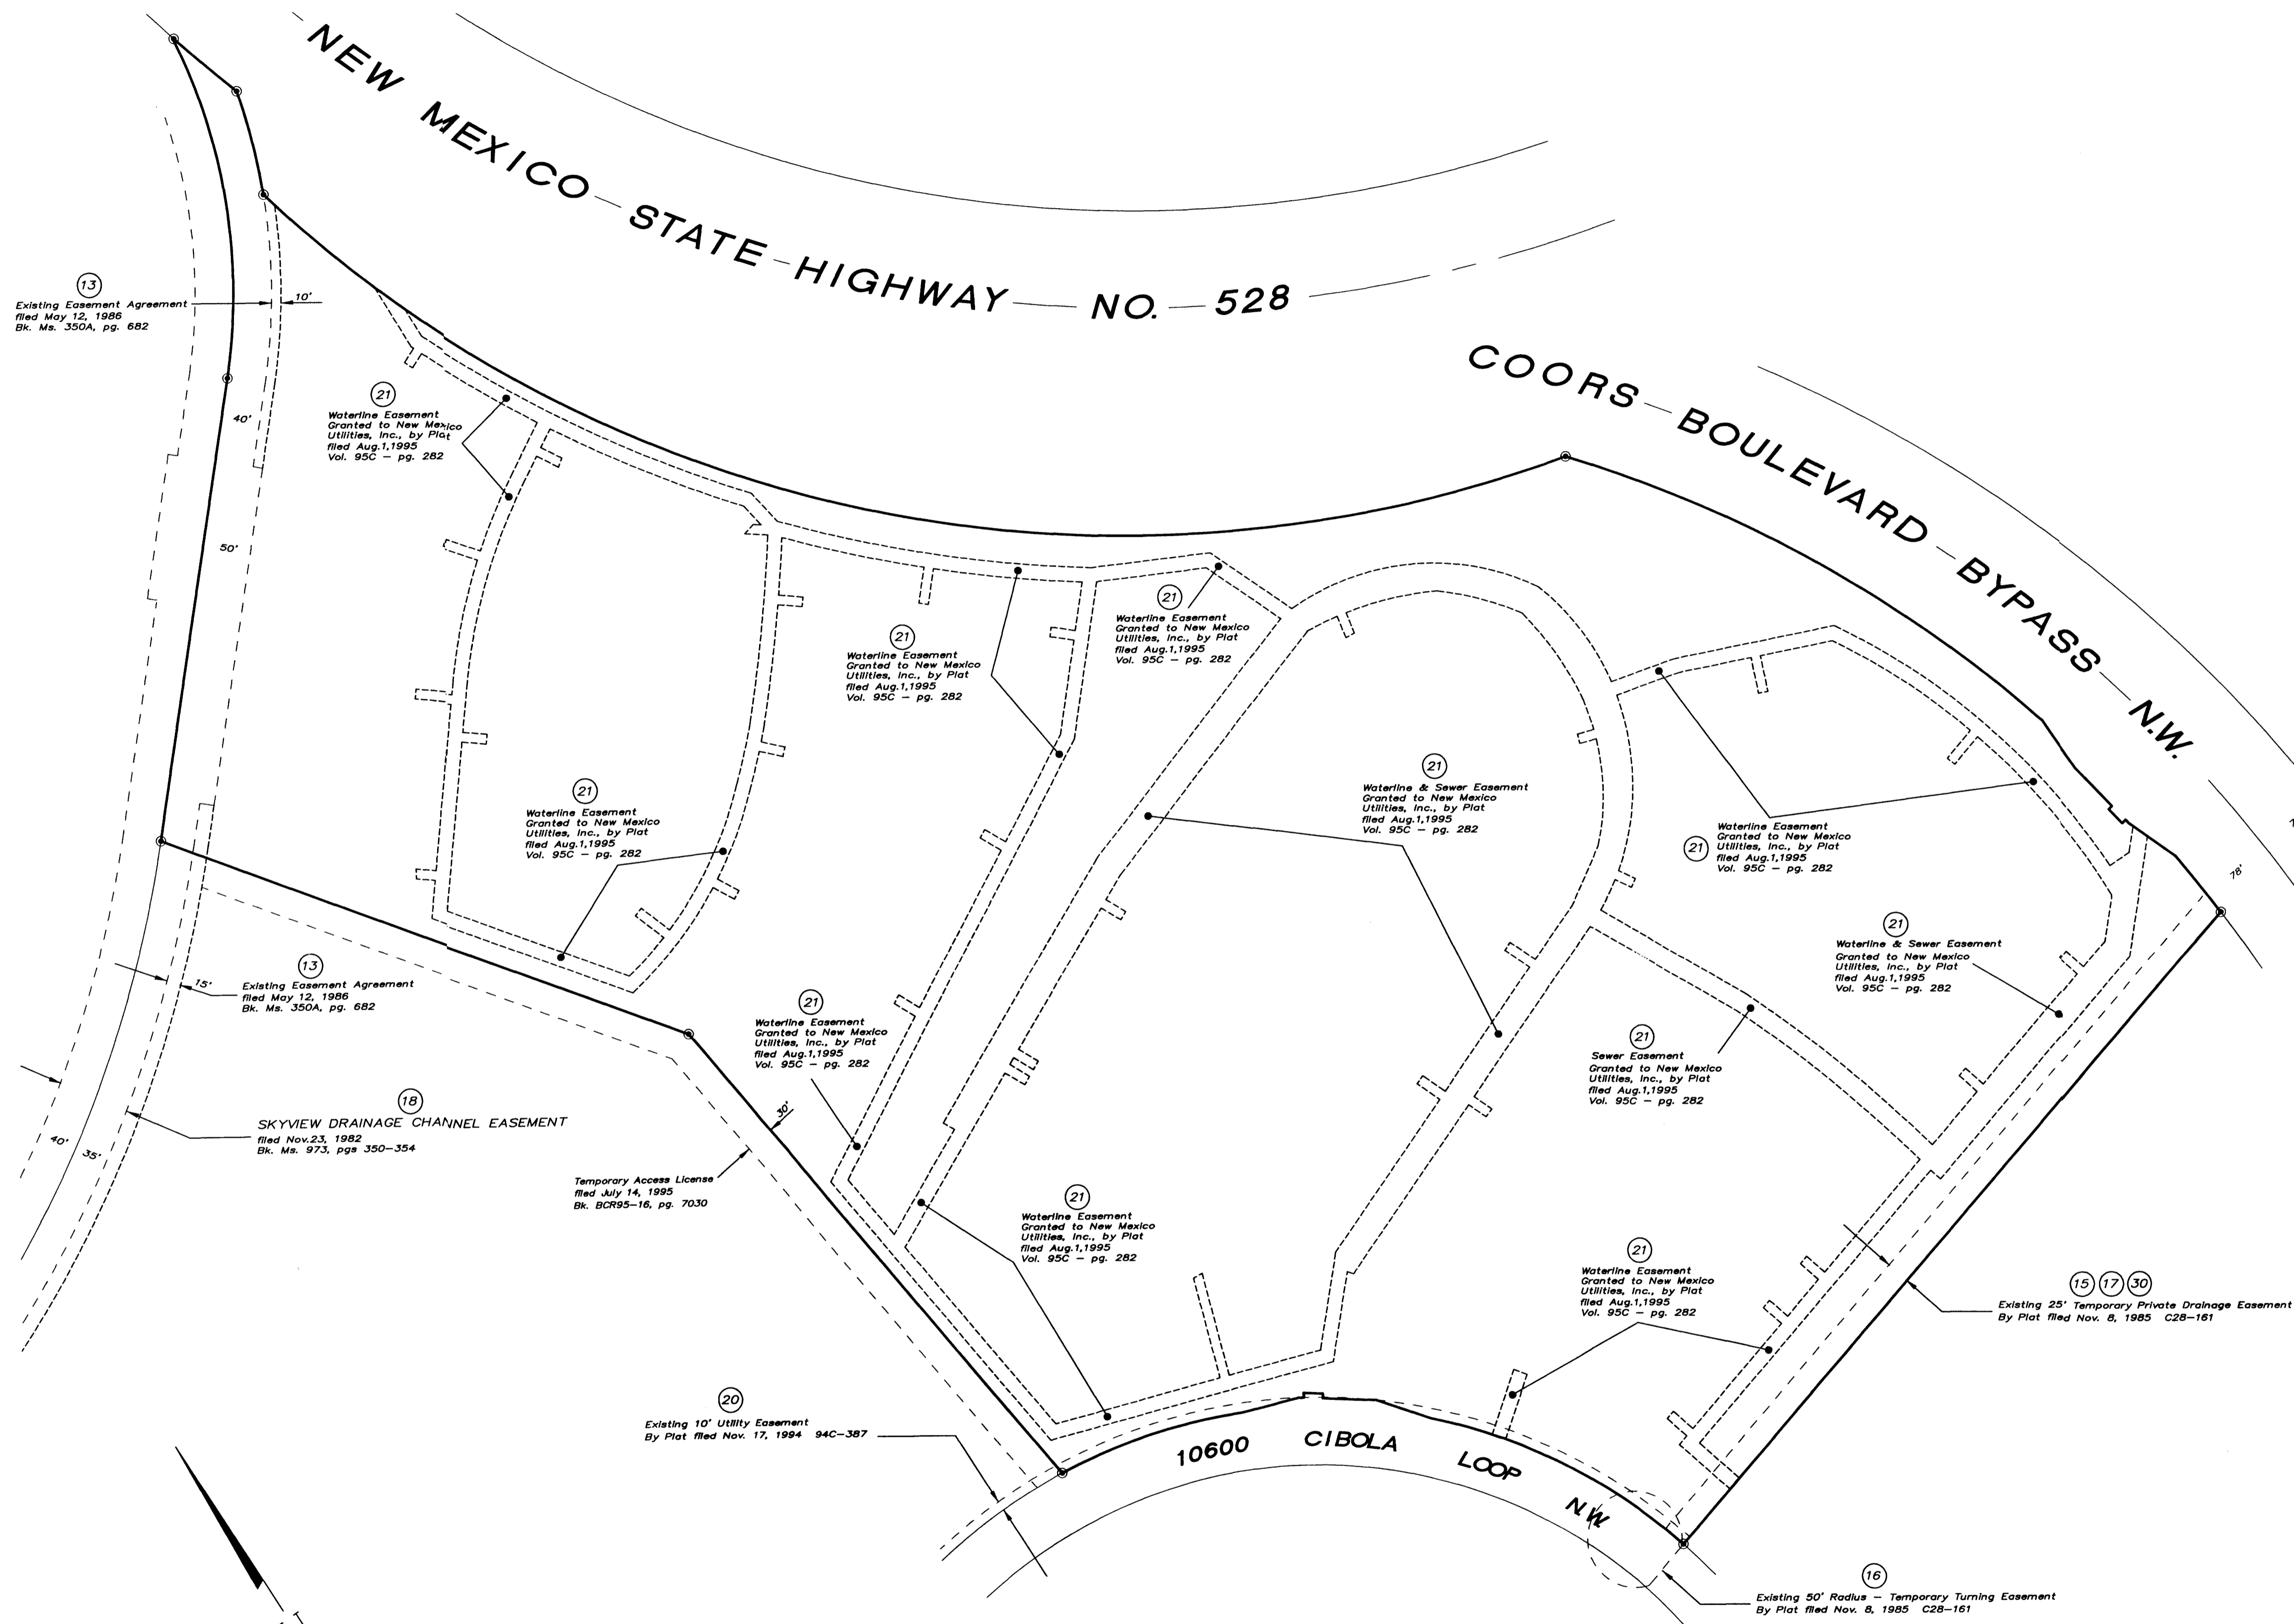 NEW MEXICO STATE HIGHWAY NO. 528
COORS BOULEVARD BYPASS N.W.
13
Existing Easement Agreement
filed May 12, 1986
Bk. Ms. 350A, pg. 682
10'
40'
50'
21
Waterline Easement
Granted to New Mexico
Utilities, Inc., by Plat
filed Aug.1,1995
Vol. 95C - pg. 282
21
Waterline Easement
Granted to New Mexico
Utilities, Inc., by Plat
filed Aug.1,1995
Vol. 95C - pg. 282
21
Waterline Easement
Granted to New Mexico
Utilities, Inc., by Plat
filed Aug.1,1995
Vol. 95C - pg. 282
21
Waterline Easement
Granted to New Mexico
Utilities, Inc., by Plat
filed Aug.1,1995
Vol. 95C - pg. 282
21
Waterline & Sewer Easement
Granted to New Mexico
Utilities, Inc., by Plat
filed Aug.1,1995
Vol. 95C - pg. 282
21
Waterline Easement
Granted to New Mexico
Utilities, Inc., by Plat
filed Aug.1,1995
Vol. 95C - pg. 282
78'
21
Waterline & Sewer Easement
Granted to New Mexico
Utilities, Inc., by Plat
filed Aug.1,1995
Vol. 95C - pg. 282
15'
13
Existing Easement Agreement
filed May 12, 1986
Bk. Ms. 350A, pg. 682
21
Waterline Easement
Granted to New Mexico
Utilities, Inc., by Plat
filed Aug.1,1995
Vol. 95C - pg. 282
21
Sewer Easement
Granted to New Mexico
Utilities, Inc., by Plat
filed Aug.1,1995
Vol. 95C - pg. 282
30'
18
SKYVIEW DRAINAGE CHANNEL EASEMENT
filed Nov.23, 1982
Bk. Ms. 973, pgs 350-354
40'
35'
Temporary Access License
filed July 14, 1995
Bk. BCR95-16, pg. 7030
21
Waterline Easement
Granted to New Mexico
Utilities, Inc., by Plat
filed Aug.1,1995
Vol. 95C - pg. 282
21
Waterline Easement
Granted to New Mexico
Utilities, Inc., by Plat
filed Aug.1,1995
Vol. 95C - pg. 282
15 17 30
Existing 25' Temporary Private Drainage Easement
By Plat filed Nov. 8, 1985 C28-161
20
Existing 10' Utility Easement
By Plat filed Nov. 17, 1994 94C-387
10600 CIBOLA LOOP N.W.
16
Existing 50' Radius - Temporary Turning Easement
By Plat filed Nov. 8, 1985 C28-161